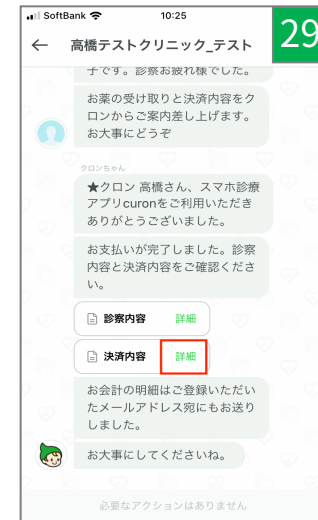 SoftBank 10:25
← 高橋テストクリニック_テスト
29
子です。診察お疲れ様でした。
お薬の受け取りと決済内容をク
ロンからご案内差し上げます。
お大事にどうぞ
クロンちゃん
★クロン 高橋さん、スマホ診療
アプリcuronをご利用いただき
ありがとうございました。
お支払いが完了しました。診察
内容と決済内容をご確認くださ
い。
診察内容 詳細
決済内容 詳細
お会計の明細はご登録いただい
たメールアドレス宛にもお送り
しました。
お大事にしてくださいね。
必要なアクションはありません